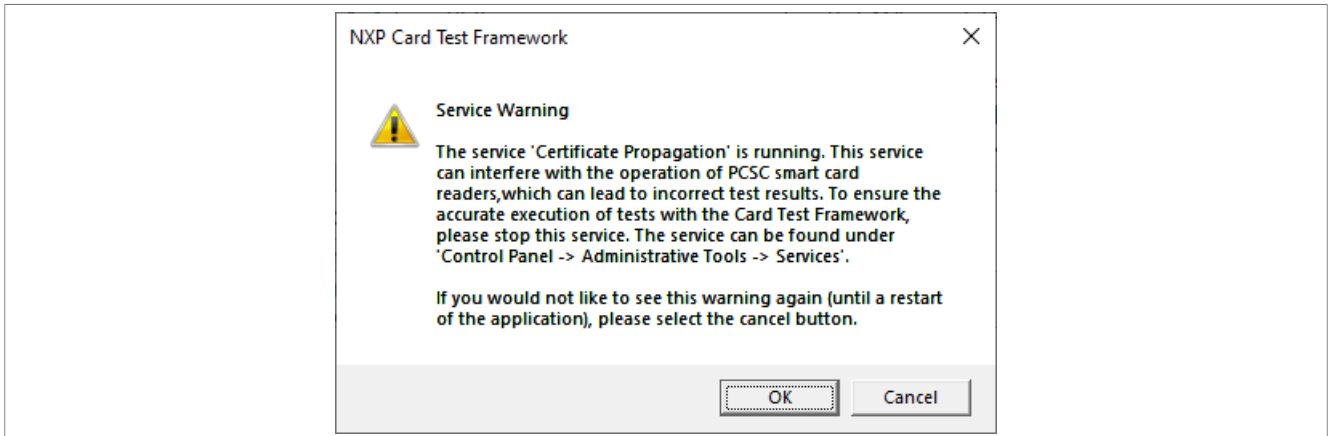 NXP Card Test Framework
Service Warning
The service 'Certificate Propagation' is running. This service
can interfere with the operation of PCSC smart card
readers,which can lead to incorrect test results. To ensure the
accurate execution of tests with the Card Test Framework,
please stop this service. The service can be found under
'Control Panel -> Administrative Tools -> Services'.
If you would not like to see this warning again (until a restart
of the application), please select the cancel button.
OK
Cancel